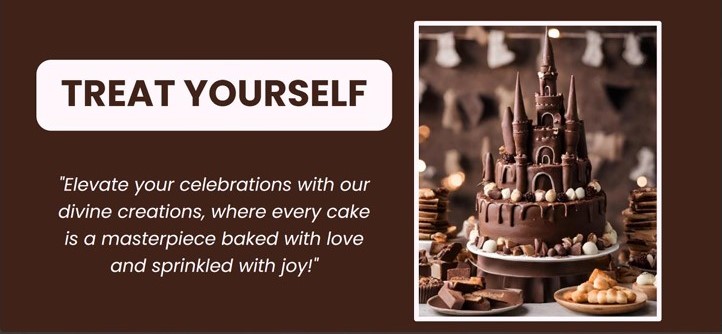 TREAT YOURSELF
"Elevate your celebrations with our
divine creations, where every cake
is a masterpiece baked with love
and sprinkled with joy!"